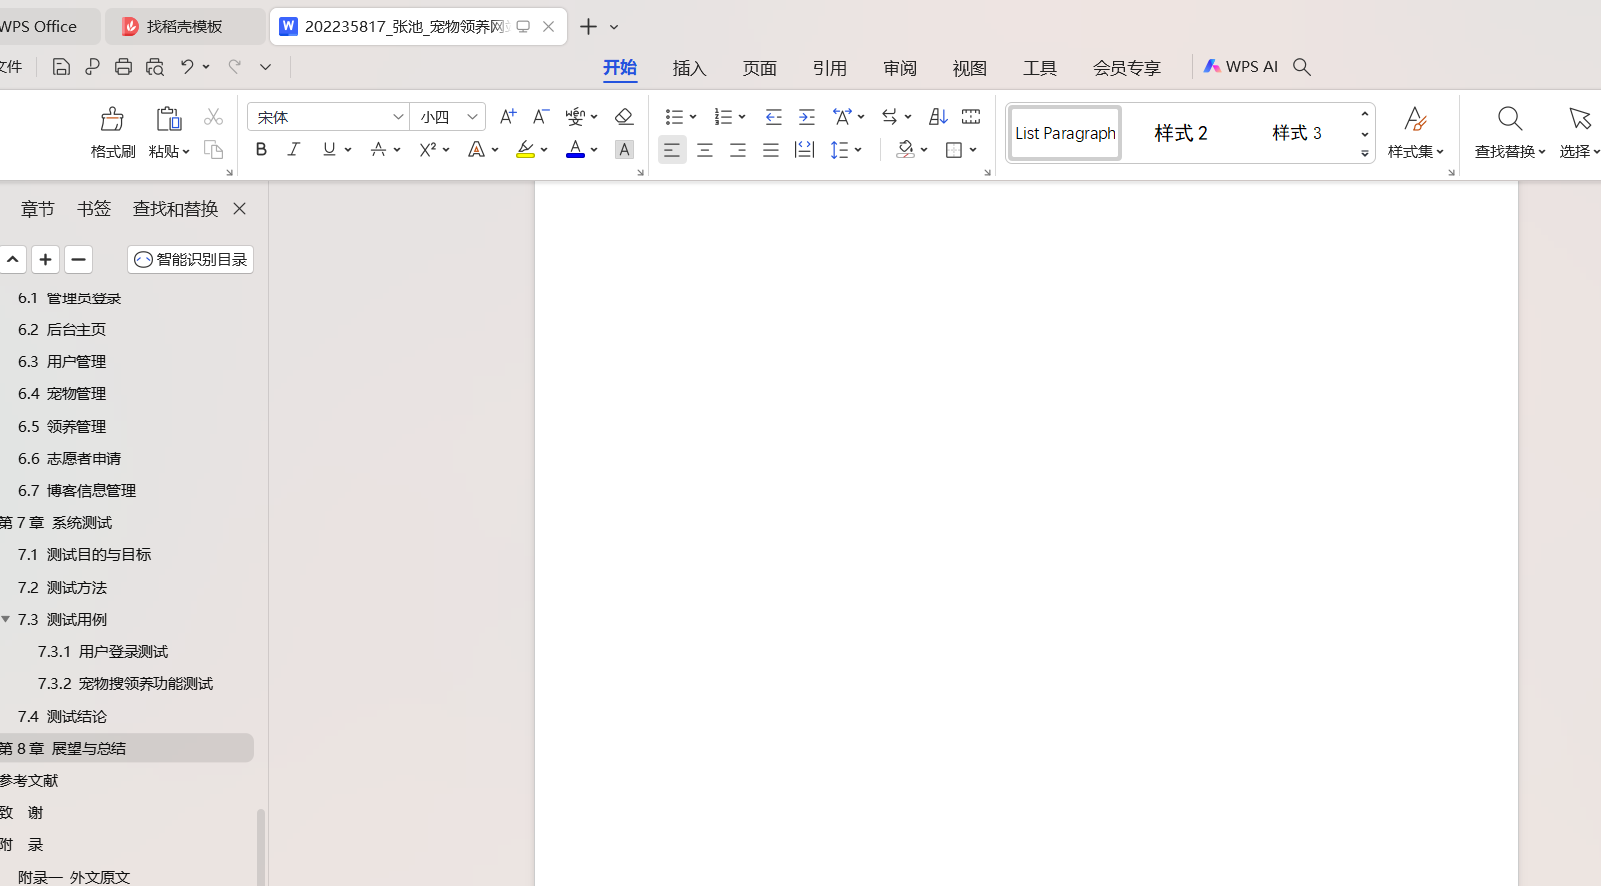 WPS Office
找稻壳模板
202235817_张池_宠物领养网
文件
开始
插入
页面
引用
审阅
视图
工具
会员专享
WPS AI
格式刷
粘贴
宋体
小四
List Paragraph
样式 2
样式 3
样式集
查找替换
选择
章节
书签
查找和替换
智能识别目录
6.1 管理员登录
6.2 后台主页
6.3 用户管理
6.4 宠物管理
6.5 领养管理
6.6 志愿者申请
6.7 博客信息管理
第 7 章 系统测试
7.1 测试目的与目标
7.2 测试方法
7.3 测试用例
7.3.1 用户登录测试
7.3.2 宠物搜领养功能测试
7.4 测试结论
第 8 章 展望与总结
参考文献
致 谢
附 录
附录一 外文原文